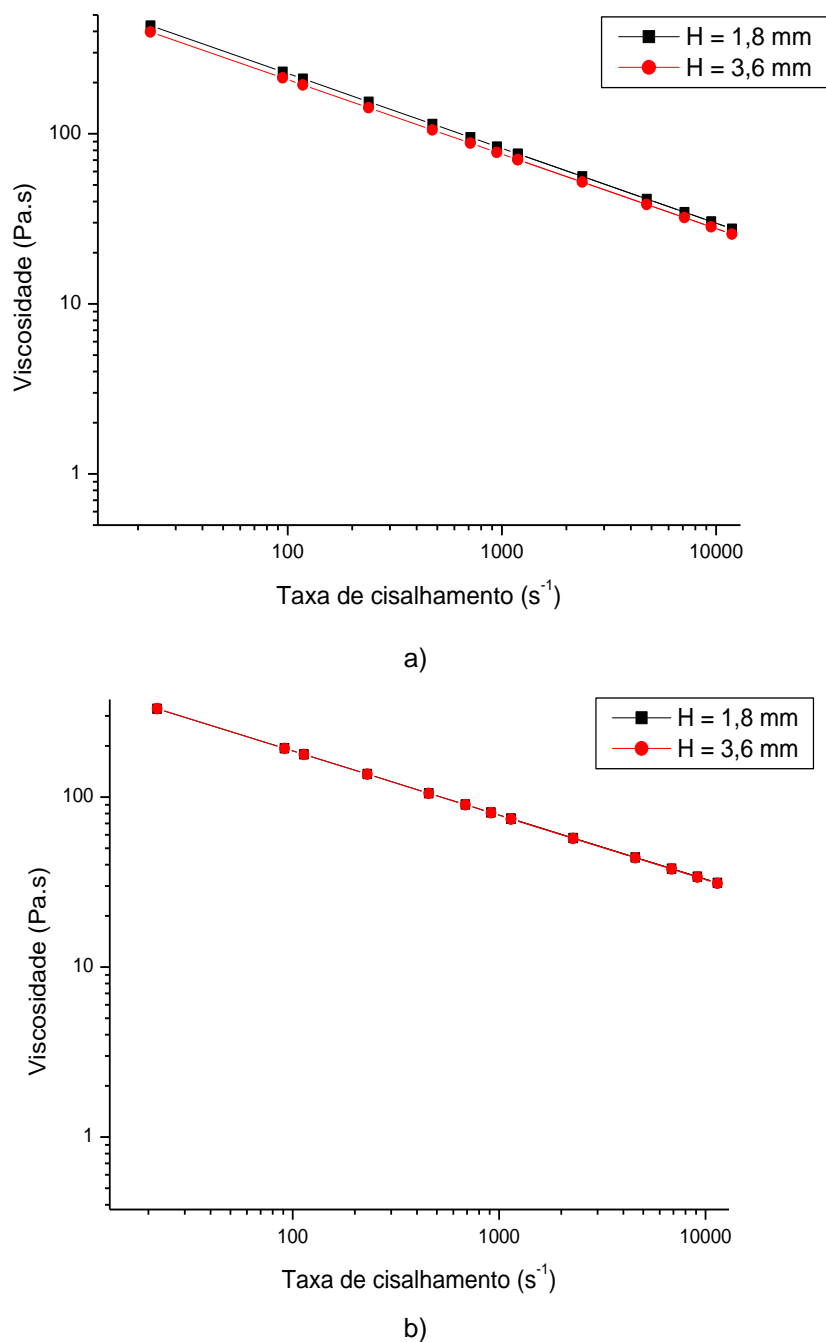 H = 1,8 mm
H = 3,6 mm
100
10
1
Viscosidade (Pa.s)
100 1000 10000
Taxa de cisalhamento (s⁻¹)
a)
H = 1,8 mm
H = 3,6 mm
100
10
1
Viscosidade (Pa.s)
100 1000 10000
Taxa de cisalhamento (s⁻¹)
b)